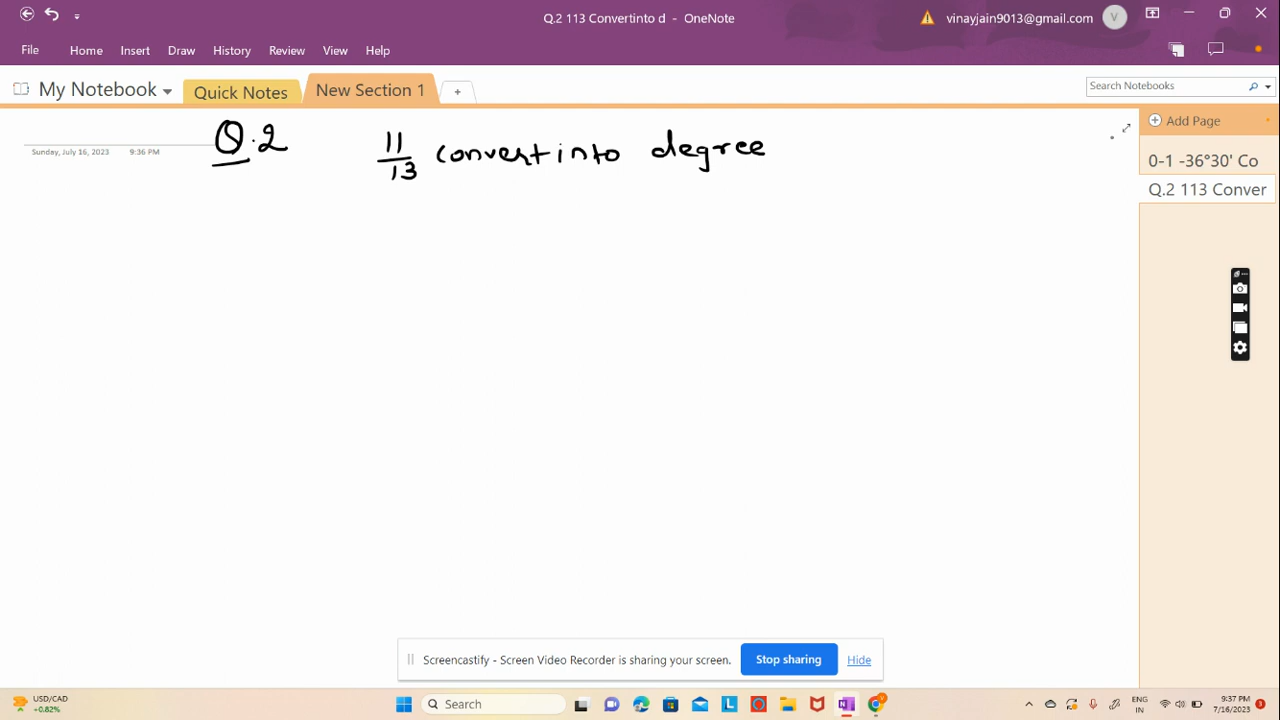 Q.2 113 Convertinto d - OneNote
vinayjain9013@gmail.com
V
File Home Insert Draw History Review View Help
My Notebook
Quick Notes
New Section 1
+
Search Notebooks
Sunday, July 16, 2023 9:36 PM
Q.2 11/13 convert into degree
Add Page
0-1 -36°30' Co
Q.2 113 Conver
Screencastify - Screen Video Recorder is sharing your screen.
Stop sharing
Hide
USD/CAD
+0.82%
Search
ENG
IN
9:37 PM
7/16/2023